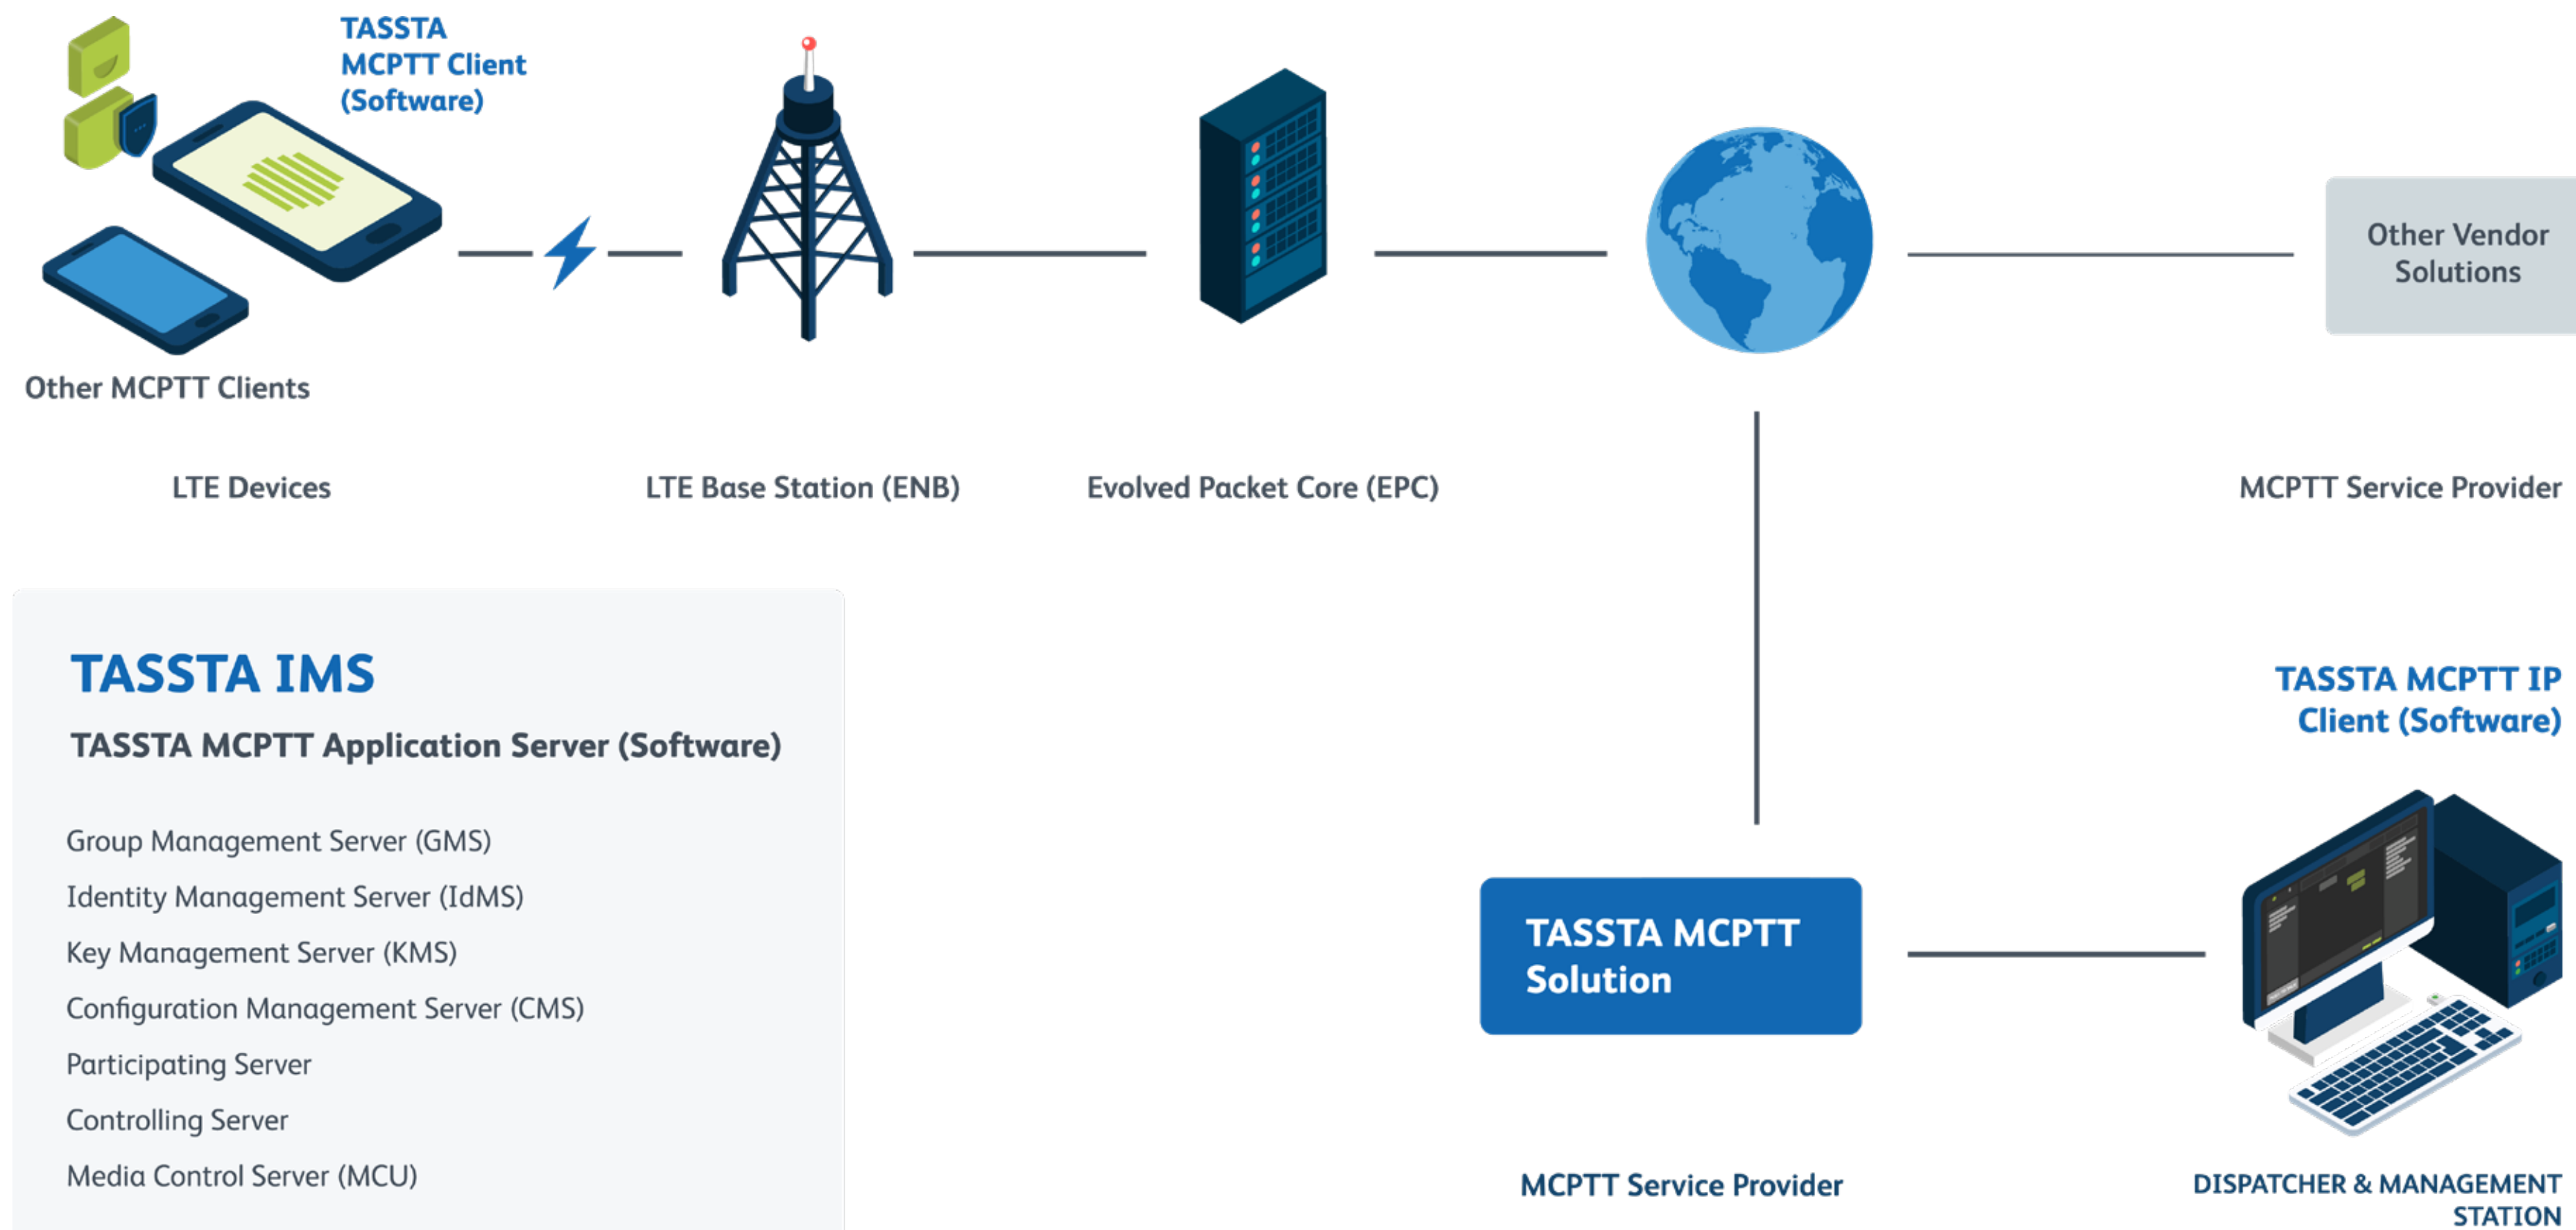 TASSTA
MCPTT Client
(Software)
Other Vendor
Solutions
Other MCPTT Clients
LTE Devices
LTE Base Station (ENB)
Evolved Packet Core (EPC)
MCPTT Service Provider
TASSTA IMS
TASSTA MCPTT Application Server (Software)
Group Management Server (GMS)
Identity Management Server (IdMS)
Key Management Server (KMS)
Configuration Management Server (CMS)
Participating Server
Controlling Server
Media Control Server (MCU)
TASSTA MCPTT
Solution
MCPTT Service Provider
TASSTA MCPTT IP
Client (Software)
DISPATCHER & MANAGEMENT
STATION